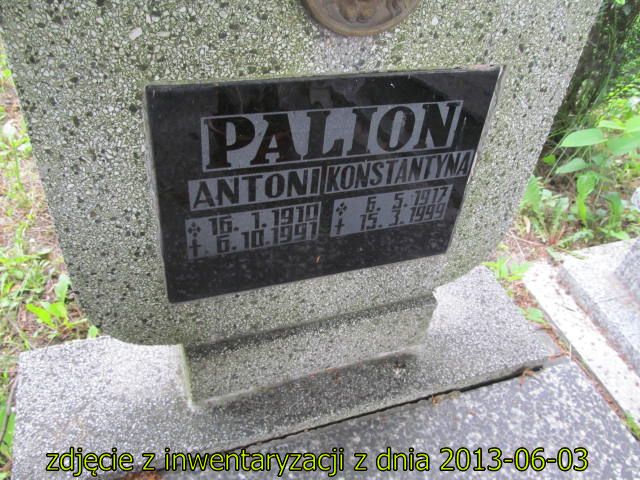 PALION
ANTONI KONSTANTYNA
16.1.1910 6.5.1917
✝ 6.10.1991 ✝ 15.3.1999
zdjęcie z inwentaryzacji z dnia 2013-06-03